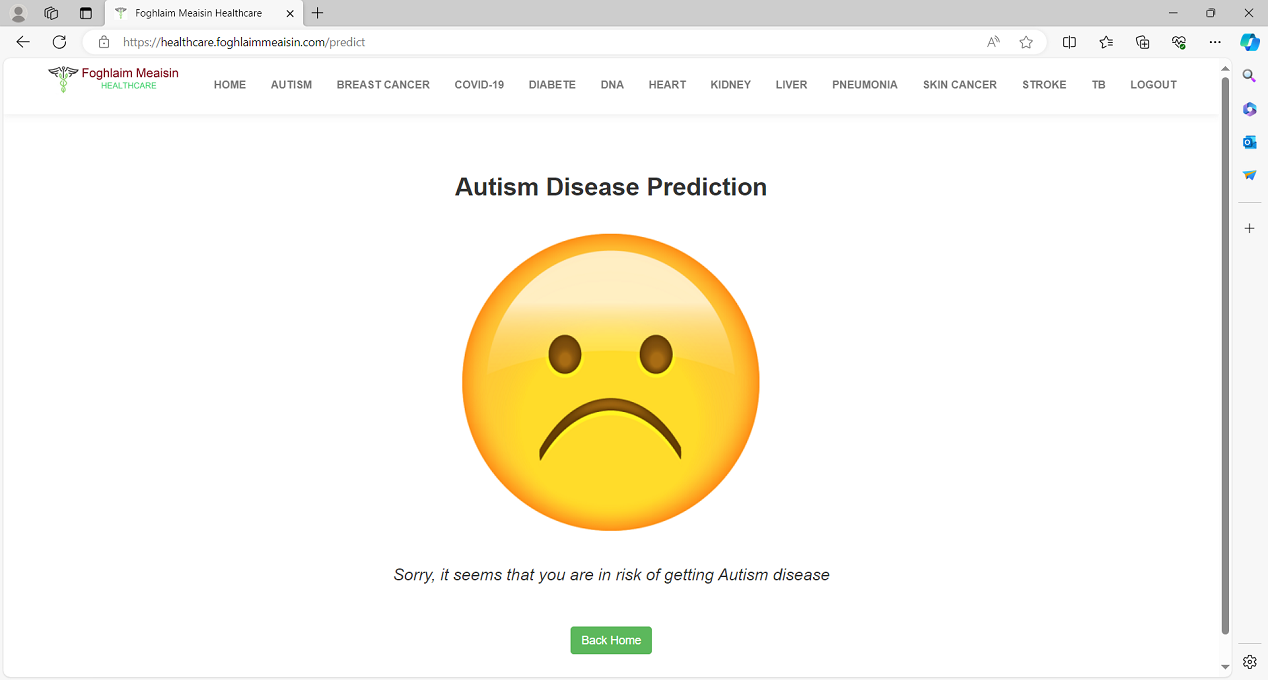 Foghlaim Meaisin Healthcare
https://healthcare.foghlaimmeaisin.com/predict
Foghlaim Meaisin
HEALTHCARE
HOME AUTISM BREAST CANCER COVID-19 DIABETE DNA HEART KIDNEY LIVER PNEUMONIA SKIN CANCER STROKE TB LOGOUT
Autism Disease Prediction
Sorry, it seems that you are in risk of getting Autism disease
Back Home